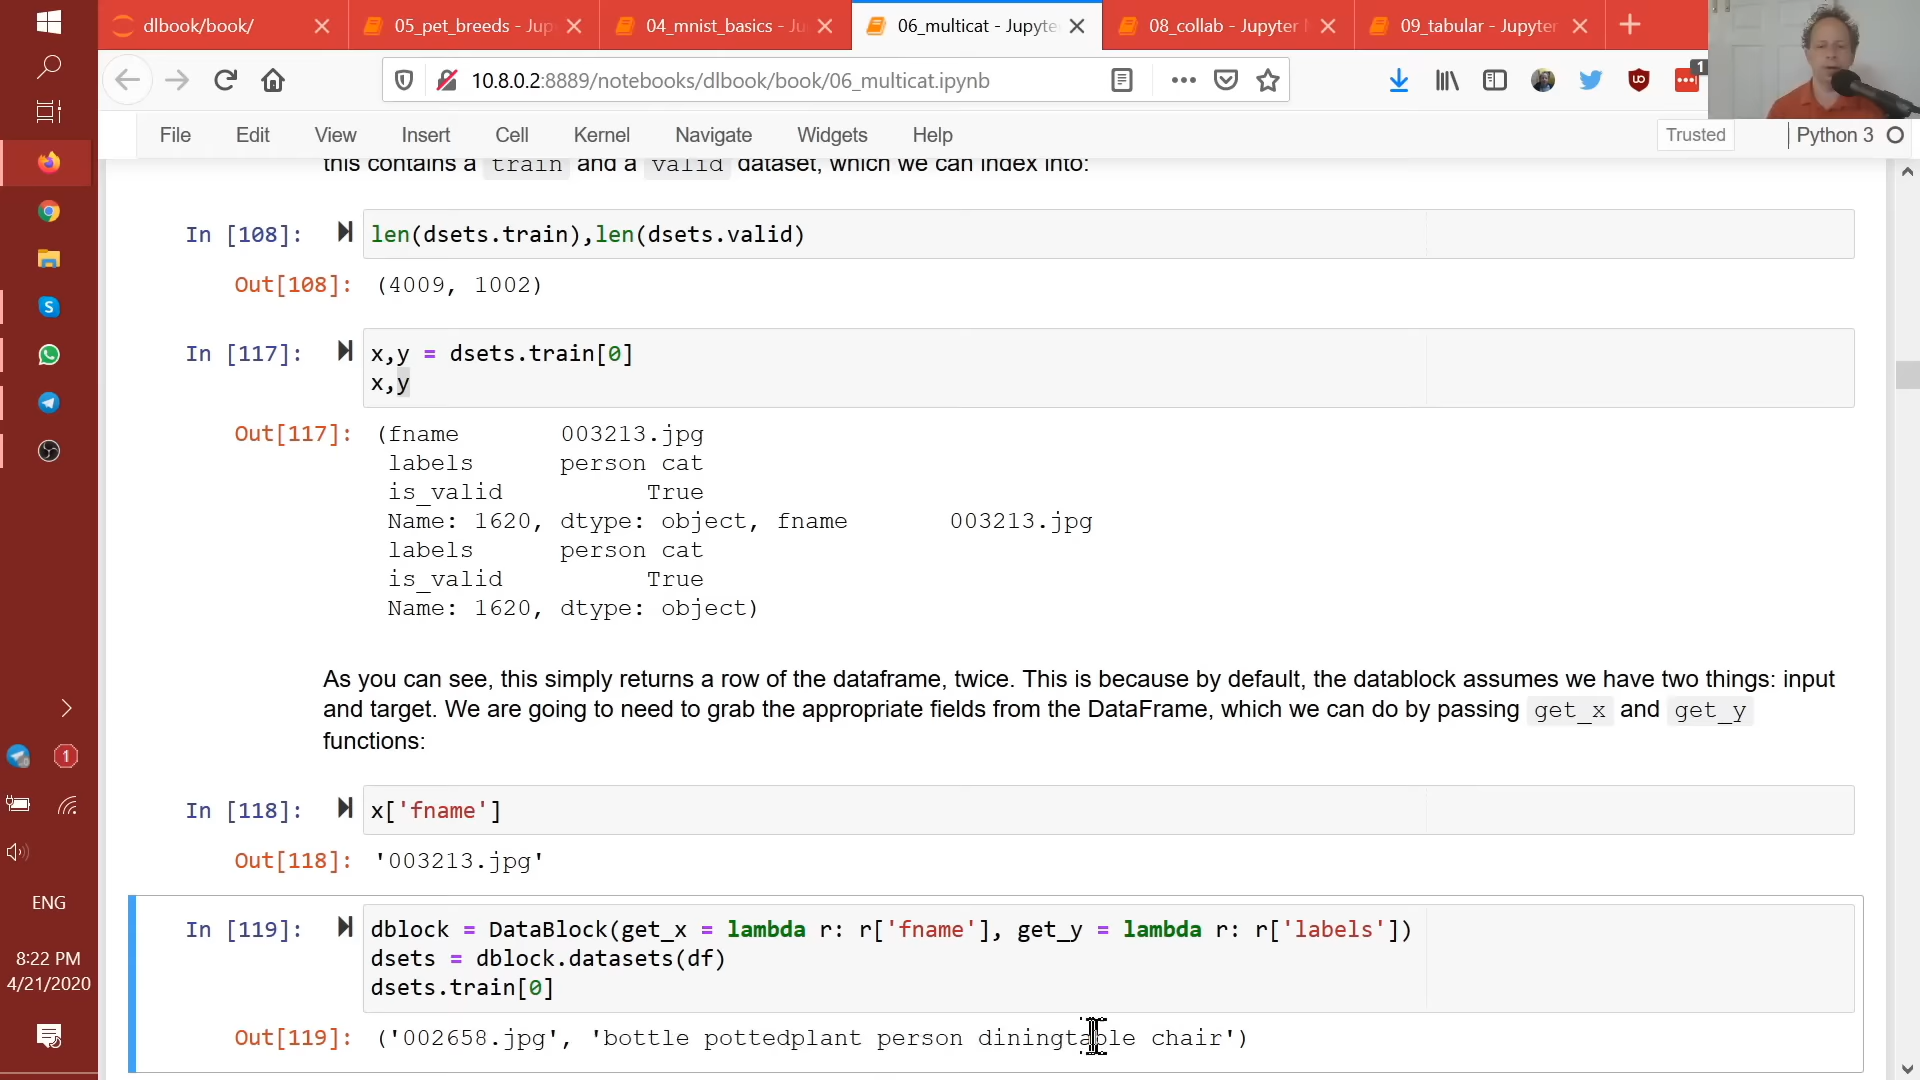 dlbook/book/
05_pet_breeds - Jup
04_mnist_basics - Ju
06_multicat - Jupyte
08_collab - Jupyter
09_tabular - Jupyter
10.8.0.2:8889/notebooks/dlbook/book/06_multicat.ipynb
1
File Edit View Insert Cell Kernel Navigate Widgets Help
Trusted
Python 3
this contains a train and a valid dataset, which we can index into:
In [108]: len(dsets.train),len(dsets.valid)
Out[108]: (4009, 1002)
In [117]: x,y = dsets.train[0]
x,y
Out[117]: (fname 003213.jpg
labels person cat
is_valid True
Name: 1620, dtype: object, fname 003213.jpg
labels person cat
is_valid True
Name: 1620, dtype: object)
As you can see, this simply returns a row of the dataframe, twice. This is because by default, the datablock assumes we have two things: input
and target. We are going to need to grab the appropriate fields from the DataFrame, which we can do by passing get_x and get_y
functions:
In [118]: x['fname']
Out[118]: '003213.jpg'
In [119]: dblock = DataBlock(get_x = lambda r: r['fname'], get_y = lambda r: r['labels'])
dsets = dblock.datasets(df)
dsets.train[0]
Out[119]: ('002658.jpg', 'bottle pottedplant person diningtable chair')
1
ENG
8:22 PM
4/21/2020